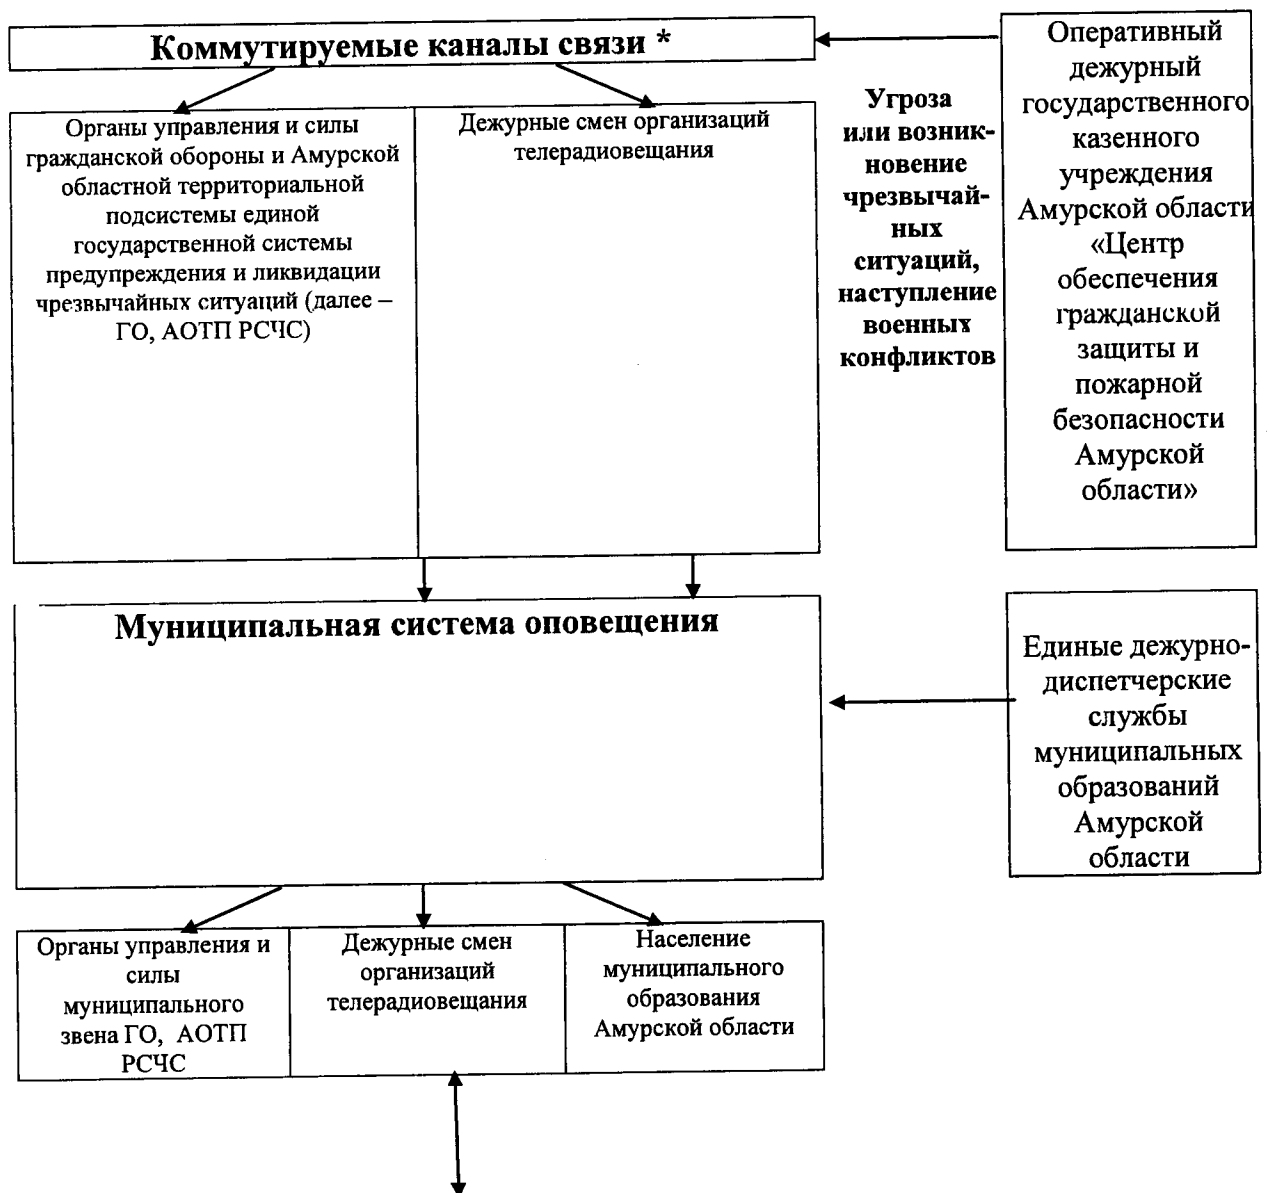 Коммутируемые каналы связи *
Органы управления и силы
гражданской обороны и Амурской
областной территориальной
подсистемы единой
государственной системы
предупреждения и ликвидации
чрезвычайных ситуаций (далее –
ГО, АОТП РСЧС)
Дежурные смен организаций
телерадиовещания
Угроза
или возник-
новение
чрезвычай-
ных
ситуаций,
наступление
военных
конфликтов
Оперативный
дежурный
государственного
казенного
учреждения
Амурской области
«Центр
обеспечения
гражданской
защиты и
пожарной
безопасности
Амурской
области»
Муниципальная система оповещения
Единые дежурно-
диспетчерские
службы
муниципальных
образований
Амурской
области
Органы управления и
силы
муниципального
звена ГО, АОТП
РСЧС
Дежурные смен
организаций
телерадиовещания
Население
муниципального
образования
Амурской области